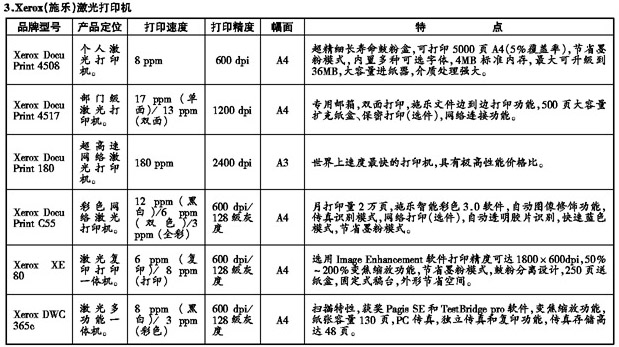 3.Xerox(施乐)激光打印机
品牌型号 产品定位 打印速度 打印精度 幅面 特 点
Xerox Docu Print 4508 个人激光打印机。 8 ppm 600 dpi A4 超精细长寿命鼓粉盒,可打印 5000 页 A4(5%覆盖率),节省墨粉模式,内置多种可选字体,4MB 标准内存,最大可升级到 36MB,大容量进纸器,介质处理强大。
Xerox Docu Print 4517 部门级激光打印机。 17 ppm (单面)/ 13 ppm (双面) 1200 dpi A4 专用邮箱,双面打印,施乐文件边到边打印功能,500 页大容量扩充纸盒、保密打印(选件),网络连接功能。
Xerox Docu Print 180 超高速网络激光打印机。 180 ppm 2400 dpi A3 世界上速度最快的打印机,具有极高性能价格比。
Xerox Docu Print C55 彩色网络激光打印机。 12 ppm (黑白)/6 ppm (双色)/3 ppm (全彩) 600 dpi/ 128 级灰度 A4 月打印量 2 万页,施乐智能彩色 3.0 软件,自动图像修饰功能,传真识别模式,网络打印(选件),自动透明胶片识别,快速蓝色模式,节省墨粉模式。
Xerox XE 80 激光复印打印一体机。 6 ppm (复印)/ 8 ppm (打印) 600 dpi/ 128 级灰度 A4 选用 Image Enhancement 软件打印精度可达 1800×600dpi,50%~200%变焦缩放功能,节省墨粉模式,鼓粉分离设计,250 页送纸盒,固定式稿台,外形节省空间。
Xerox DWC 365c 激光多功能一体机。 8 ppm (黑白)/ 3 ppm (彩色) 600 dpi/ 128 级灰度 A4 扫描特性,获奖 Pagis SE 和 TextBridge pro 软件,变焦缩放功能,纸张容量 130 页,PC 传真,独立传真和复印功能,传真存储高达 48 页。